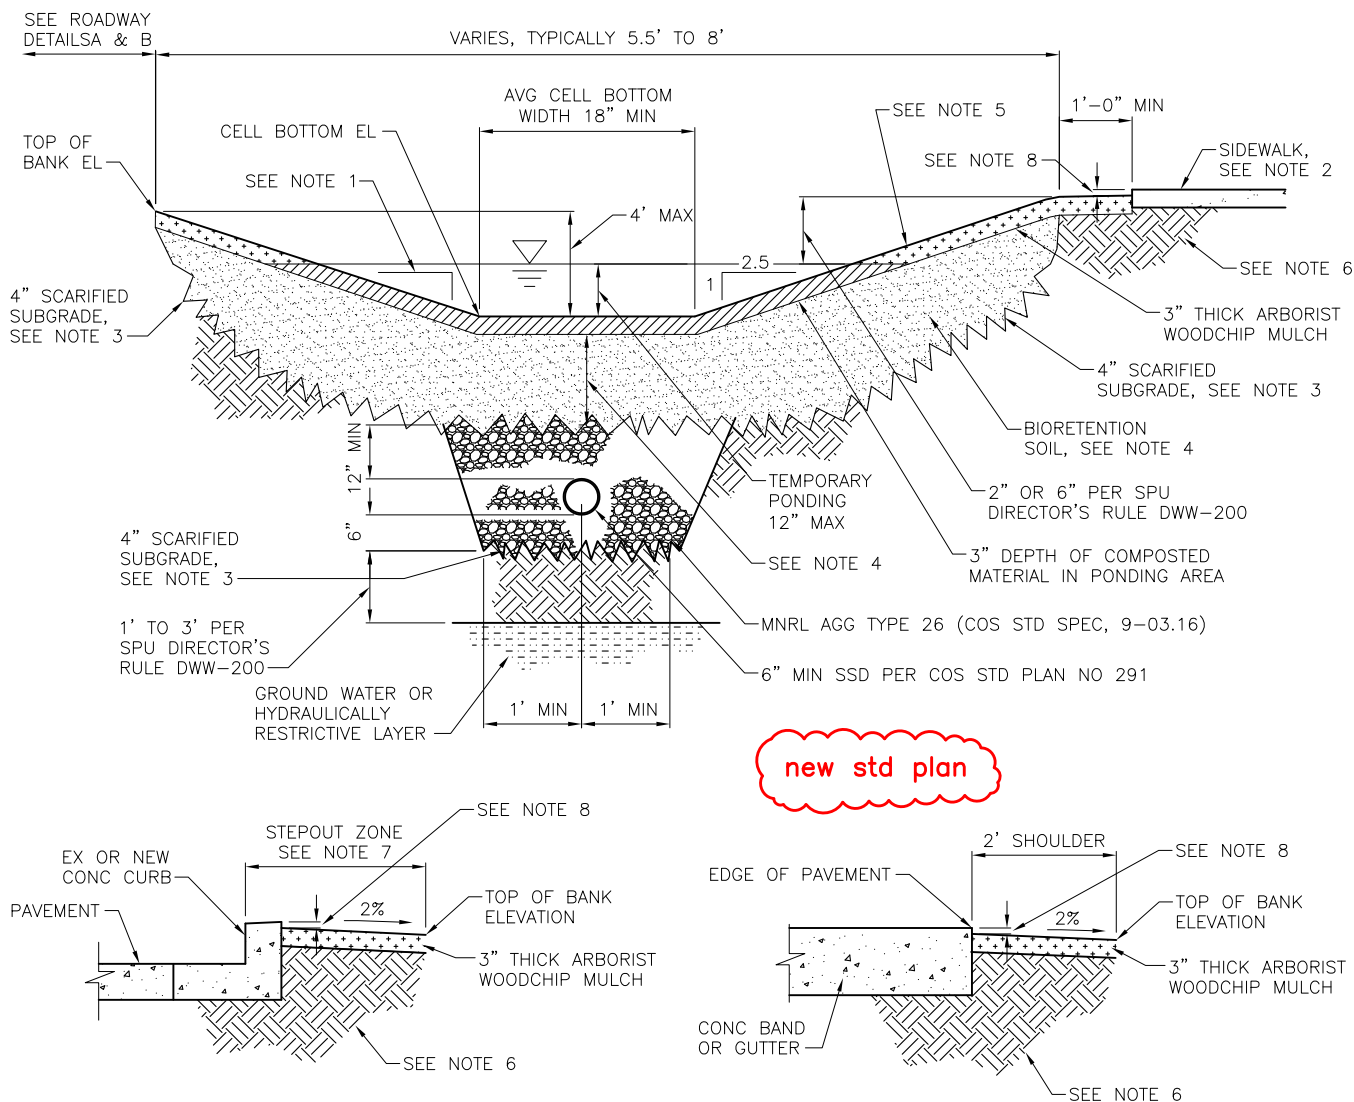 SEE ROADWAY
DETAILSA & B
VARIES, TYPICALLY 5.5' TO 8'
AVG CELL BOTTOM
WIDTH 18" MIN
CELL BOTTOM EL
TOP OF
BANK EL
SEE NOTE 1
SEE NOTE 5
SEE NOTE 8
1'-0" MIN
SIDEWALK,
SEE NOTE 2
4' MAX
2.5
1
SEE NOTE 6
4" SCARIFIED
SUBGRADE,
SEE NOTE 3
3" THICK ARBORIST
WOODCHIP MULCH
4" SCARIFIED
SUBGRADE, SEE NOTE 3
BIORETENTION
SOIL, SEE NOTE 4
12" MIN
6"
TEMPORARY
PONDING
12" MAX
2" OR 6" PER SPU
DIRECTOR'S RULE DWW-200
4" SCARIFIED
SUBGRADE,
SEE NOTE 3
SEE NOTE 4
3" DEPTH OF COMPOSTED
MATERIAL IN PONDING AREA
1' TO 3' PER
SPU DIRECTOR'S
RULE DWW-200
MNRL AGG TYPE 26 (COS STD SPEC, 9-03.16)
6" MIN SSD PER COS STD PLAN NO 291
GROUND WATER OR
HYDRAULICALLY
RESTRICTIVE LAYER
1' MIN
1' MIN
new std plan
SEE NOTE 8
STEPOUT ZONE
SEE NOTE 7
EX OR NEW
CONC CURB
PAVEMENT
2%
TOP OF BANK
ELEVATION
3" THICK ARBORIST
WOODCHIP MULCH
SEE NOTE 6
2' SHOULDER
SEE NOTE 8
EDGE OF PAVEMENT
2%
TOP OF BANK
ELEVATION
3" THICK ARBORIST
WOODCHIP MULCH
CONC BAND
OR GUTTER
SEE NOTE 6